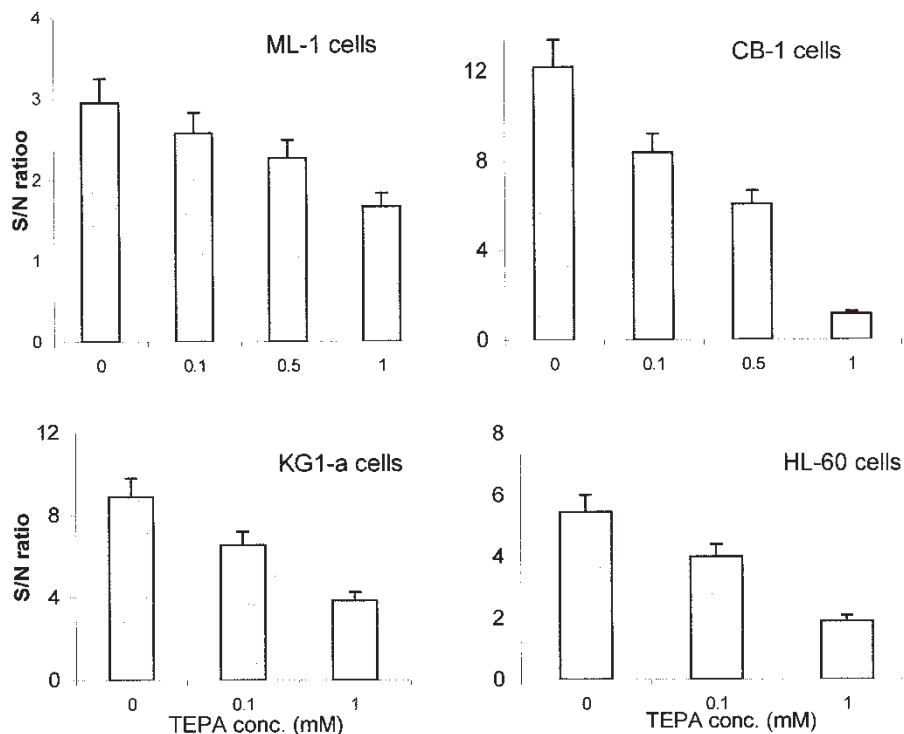 4
ML-1 cells
3
2
1
0
S/N ratioo
0 0.1 0.5 1
CB-1 cells
12
8
4
0
0 0.1 0.5 1
12
KG1-a cells
8
4
0
S/N ratio
0 0.1 1
TEPA conc. (mM)
8
HL-60 cells
6
4
2
0
0 0.1 1
TEPA conc. (mM)